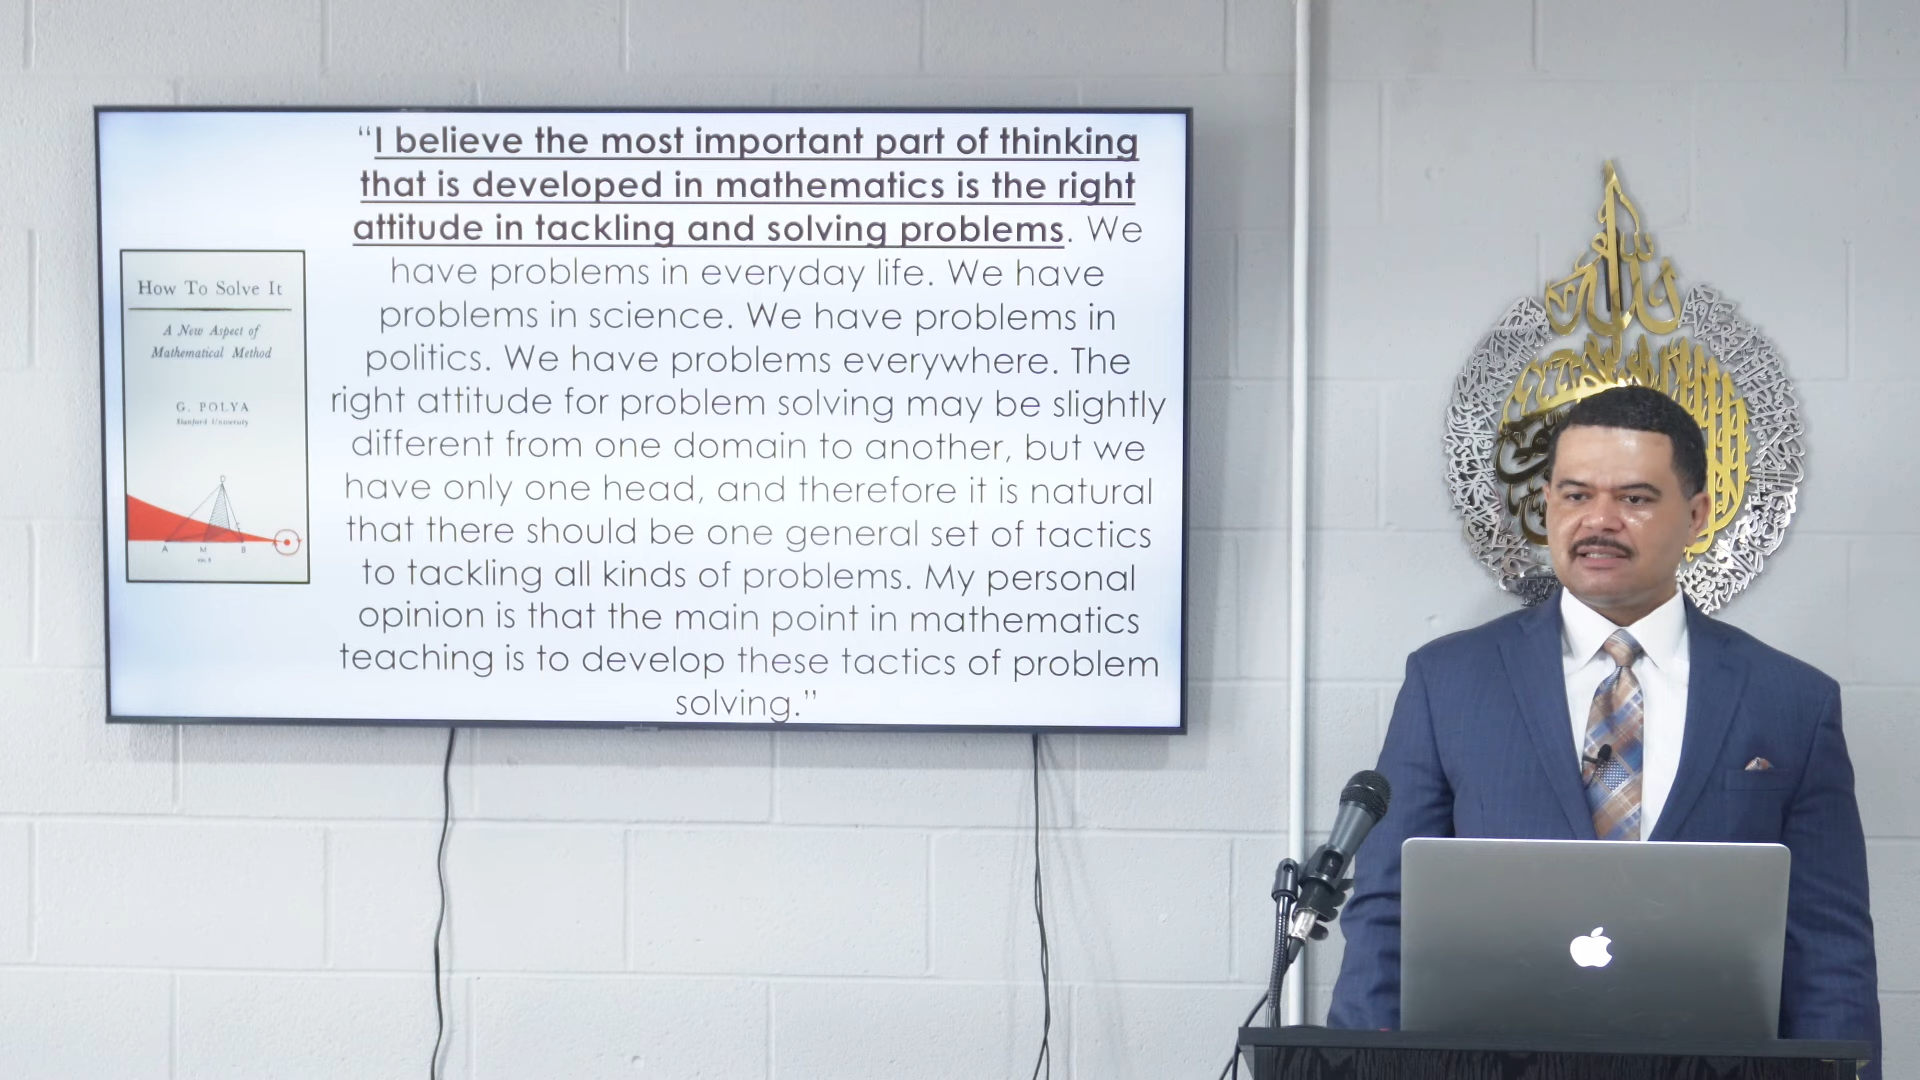 “I believe the most important part of thinking
that is developed in mathematics is the right
attitude in tackling and solving problems. We
have problems in everyday life. We have
problems in science. We have problems in
politics. We have problems everywhere. The
right attitude for problem solving may be slightly
different from one domain to another, but we
have only one head, and therefore it is natural
that there should be one general set of tactics
to tackling all kinds of problems. My personal
opinion is that the main point in mathematics
teaching is to develop these tactics of problem
solving.”
How To Solve It
A New Aspect of
Mathematical Method
G. POLYA
Stanford University
A M B